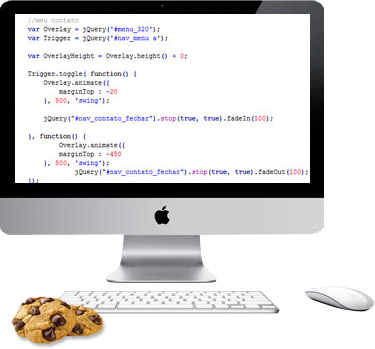 //meu contato
var Overlay = jQuery('#menu_320');
var Trigger = jQuery('#nav_menu a');
var OverlayHeight = Overlay.height() + 0;
Trigger.toggle( function() {
Overlay.animate({
marginTop : -20
}, 500, 'swing');
jQuery("#nav_contato_fechar").stop(true, true).fadeIn(100);
}, function() {
Overlay.animate({
marginTop : -450
}, 500, 'swing');
jQuery("#nav_contato_fechar").stop(true, true).fadeOut(100);
});